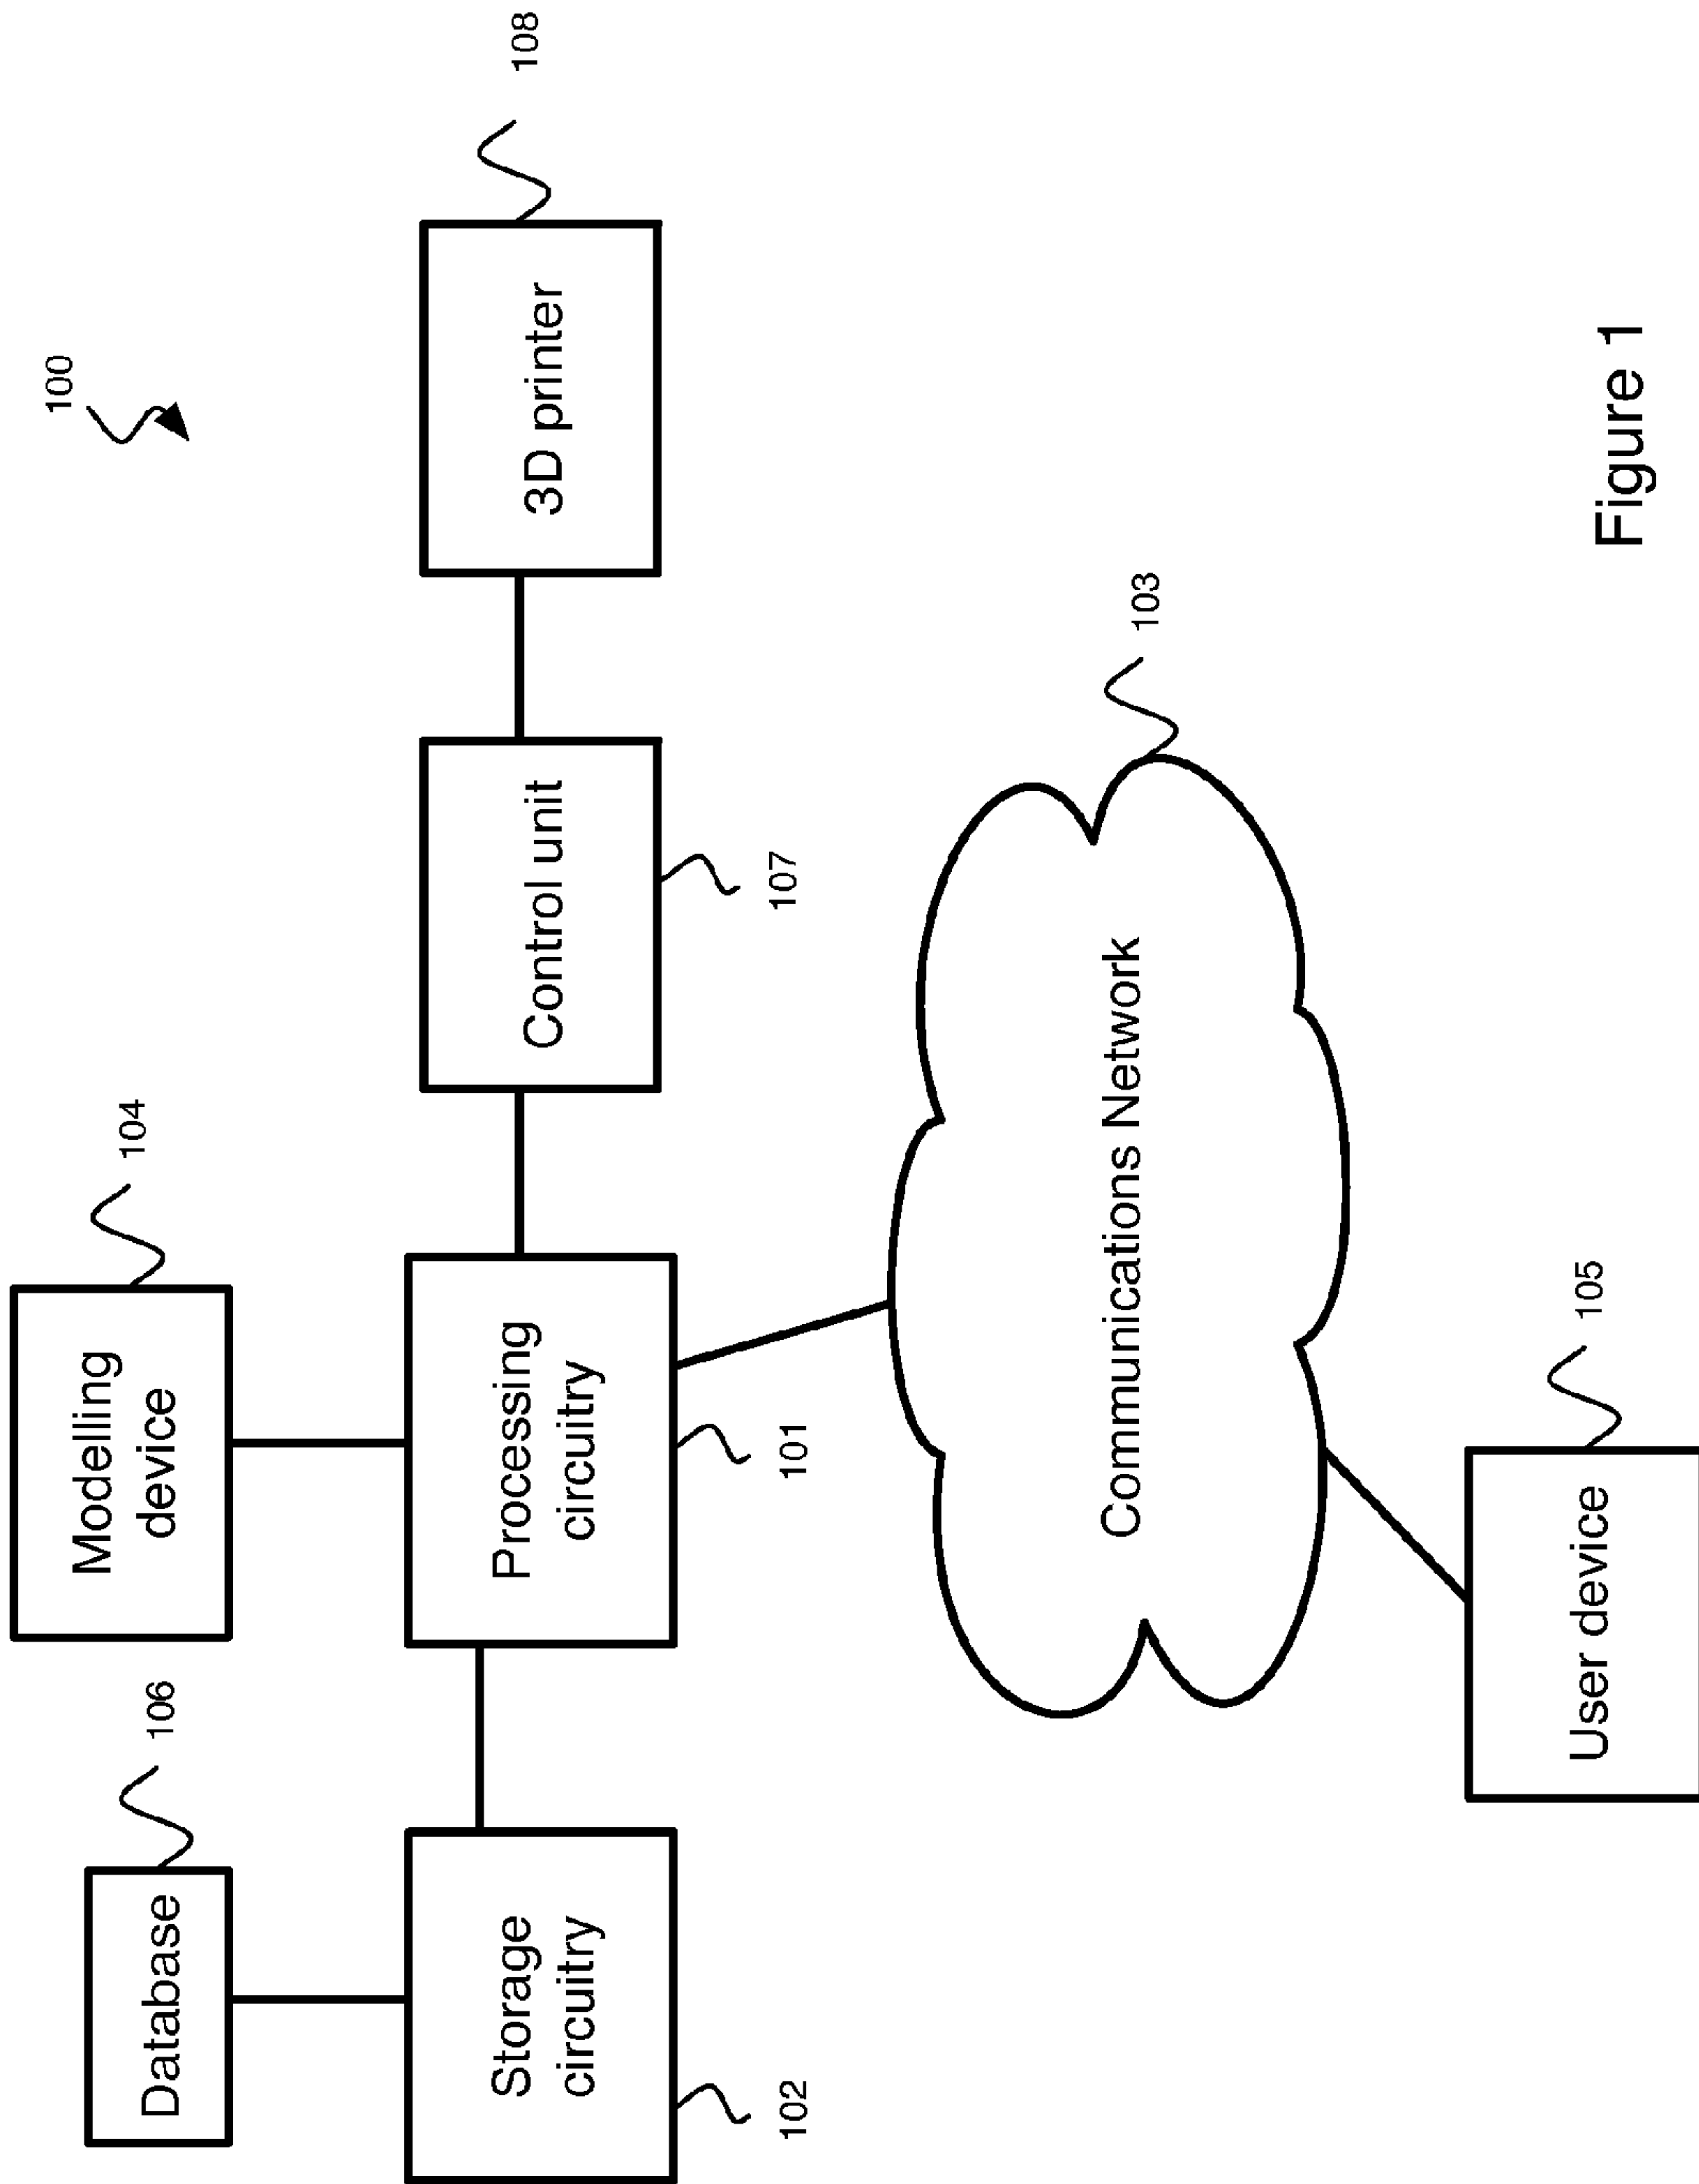 100
Database
106
Modelling
device
104
Storage
circuitry
102
Processing
circuitry
101
Control unit
107
3D printer
108
Communications Network
103
User device
105
Figure 1